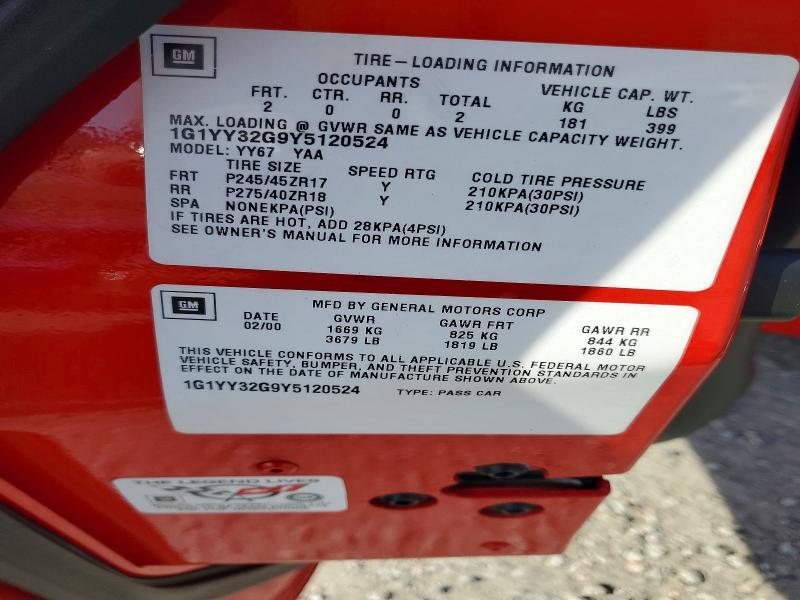 GM
TIRE-LOADING INFORMATION
OCCUPANTS VEHICLE CAP. WT.
FRT. CTR. RR. TOTAL KG LBS
2 0 0 2 181 399
MAX. LOADING @ GVWR SAME AS VEHICLE CAPACITY WEIGHT.
1G1YY32G9Y5120524
MODEL: YY67 YAA
TIRE SIZE SPEED RTG COLD TIRE PRESSURE
FRT P245/45ZR17 Y 210KPA(30PSI)
RR P275/40ZR18 Y 210KPA(30PSI)
SPA NONEKPA(PSI)
IF TIRES ARE HOT, ADD 28KPA(4PSI)
SEE OWNER'S MANUAL FOR MORE INFORMATION
GM
MFD BY GENERAL MOTORS CORP
DATE GVWR GAWR FRT GAWR RR
02/00 1669 KG 825 KG 844 KG
3679 LB 1819 LB 1860 LB
THIS VEHICLE CONFORMS TO ALL APPLICABLE U.S. FEDERAL MOTOR
VEHICLE SAFETY, BUMPER, AND THEFT PREVENTION STANDARDS IN
EFFECT ON THE DATE OF MANUFACTURE SHOWN ABOVE.
1G1YY32G9Y5120524 TYPE: PASS CAR
THE LEGEND LIVES